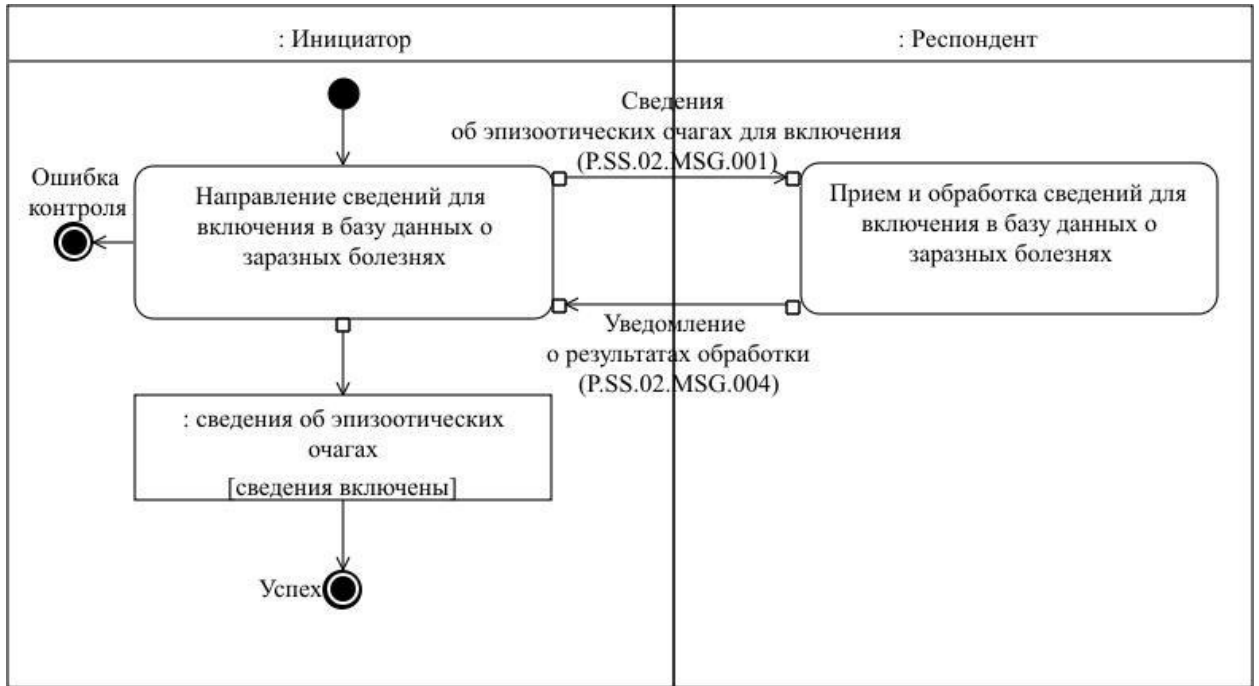 : Инициатор
: Респондент
Сведения
об эпизоотических очагах для включения
(P.SS.02.MSG.001)
Ошибка
контроля
Направление сведений для
включения в базу данных о
заразных болезнях
Прием и обработка сведений для
включения в базу данных о
заразных болезнях
Уведомление
о результатах обработки
(P.SS.02.MSG.004)
: сведения об эпизоотических
очагах
[сведения включены]
Успех